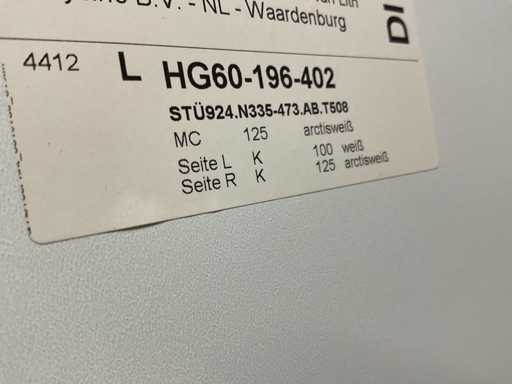 B.V. - NL - Waardenburg
DI
4412 L HG60-196-402
STÜ924.N335-473.AB.T508
MC 125 arctisweiß
Seite L K 100 weiß
Seite R K 125 arctisweiß